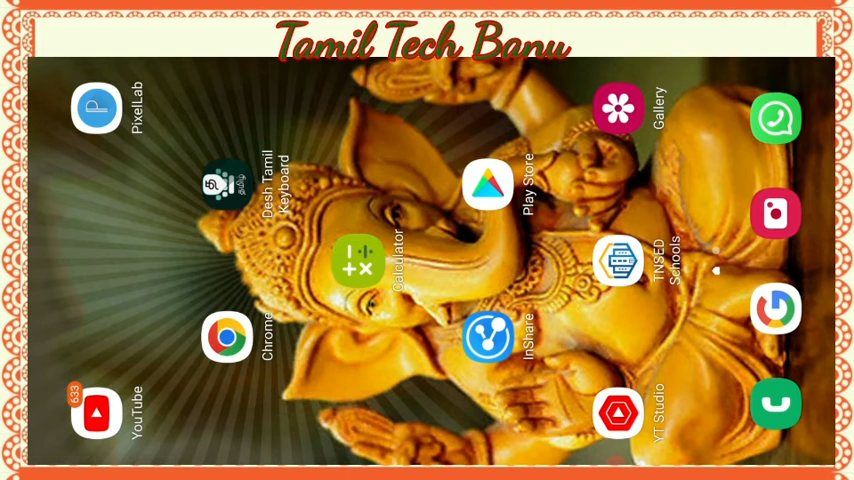 Tamil Tech Banu
YouTube
633
PixelLab
Chrome
Desh Tamil
Keyboard
த
தமிழ்
Calculator
InShare
Play Store
YT Studio
TNSED
Schools
Gallery